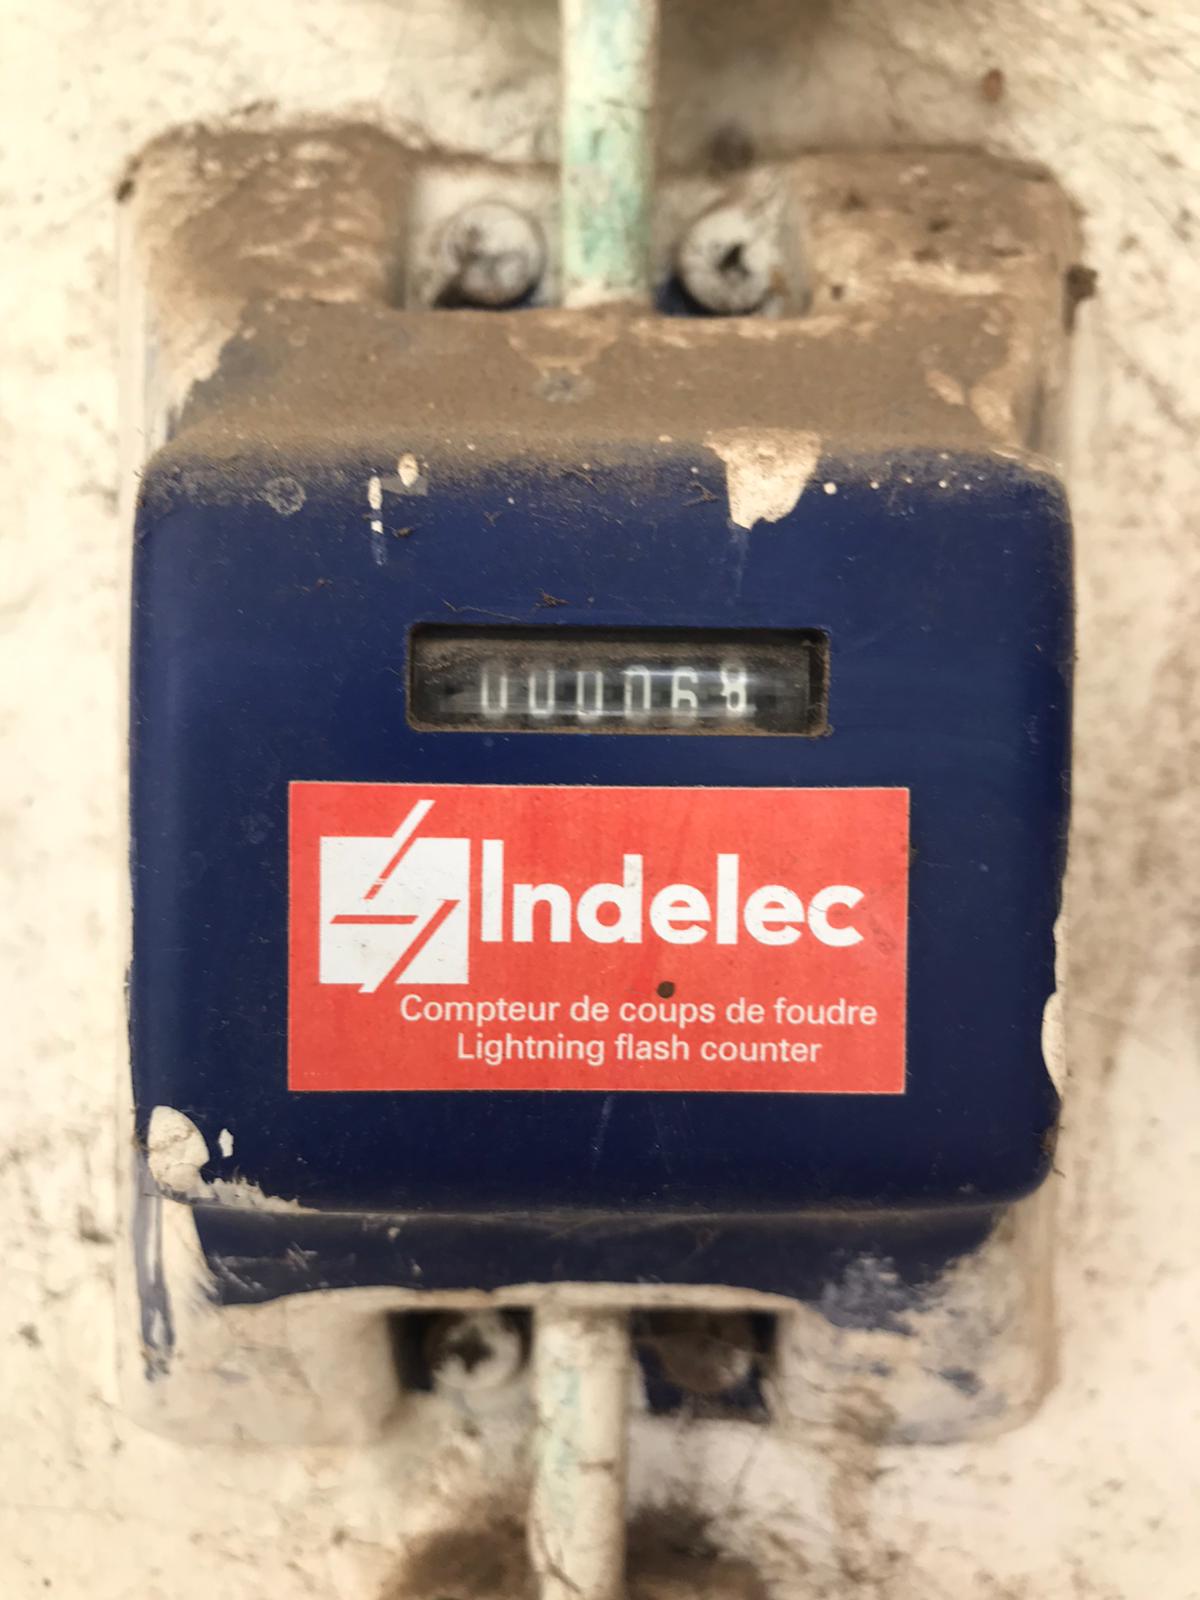 000068
Indelec
Compteur de coups de foudre
Lightning flash counter